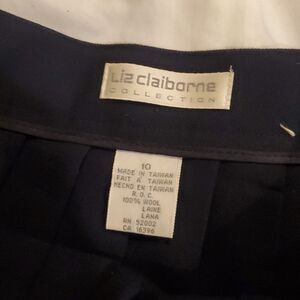 Liz claiborne
COLLECTION
10
MADE IN TAIWAN
FAIT A TAIWAN
HECHO EN TAIWAN
R.O.C.
100% WOOL
LAINE
LANA
RN 52002
CA 16396